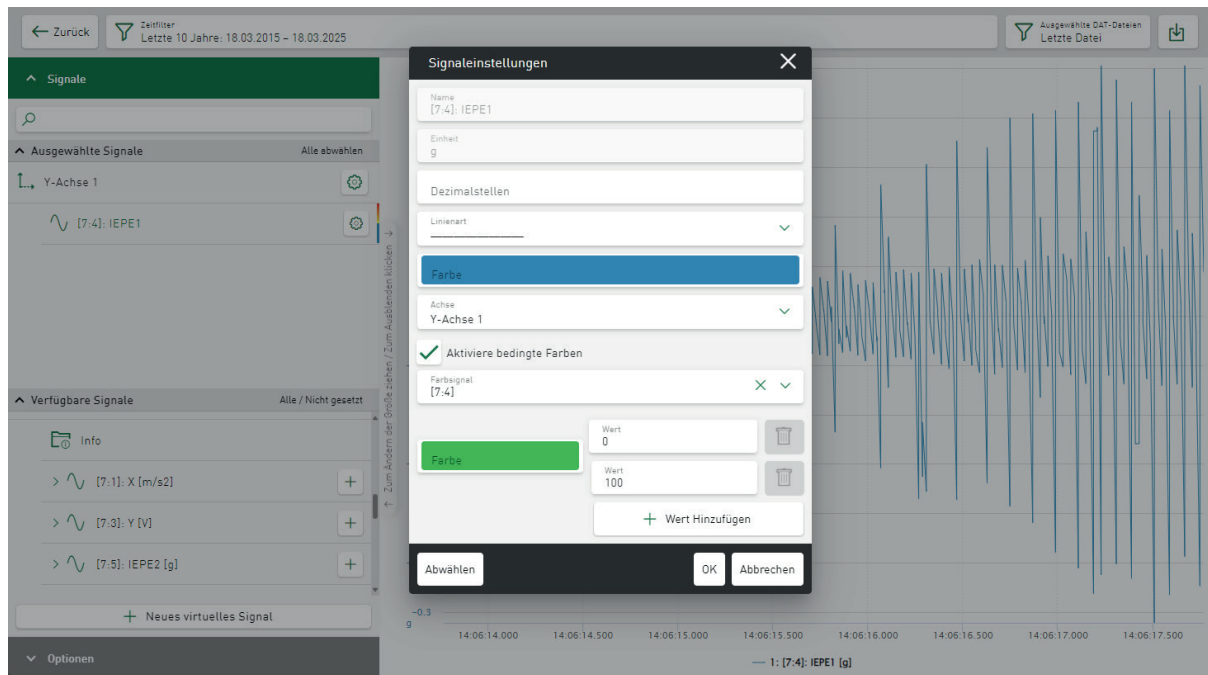 Zurück
Zeitfilter
Letzte 10 Jahre: 18.03.2015 – 18.03.2025
Ausgewählte DAT-Dateien
Letzte Datei
Signale
Ausgewählte Signale
Alle abwählen
Y-Achse 1
[7:4]: IEPE1
Verfügbare Signale
Alle / Nicht gesetzt
Info
[7:1]: X [m/s2]
[7:3]: Y [V]
[7:5]: IEPE2 [g]
Neues virtuelles Signal
Optionen
↑ Zum Ändern der Größe ziehen / Zum Ausblenden klicken →
Signaleinstellungen
Name
[7:4]: IEPE1
Einheit
g
Dezimalstellen
Linienart
Farbe
Achse
Y-Achse 1
Aktiviere bedingte Farben
Farbsignal
[7:4]
Farbe
Wert
0
Wert
100
+ Wert Hinzufügen
Abwählen
OK
Abbrechen
-0.3
g
14:06:14.000
14:06:14.500
14:06:15.000
14:06:15.500
14:06:16.000
14:06:16.500
14:06:17.000
14:06:17.500
1: [7:4]: IEPE1 [g]